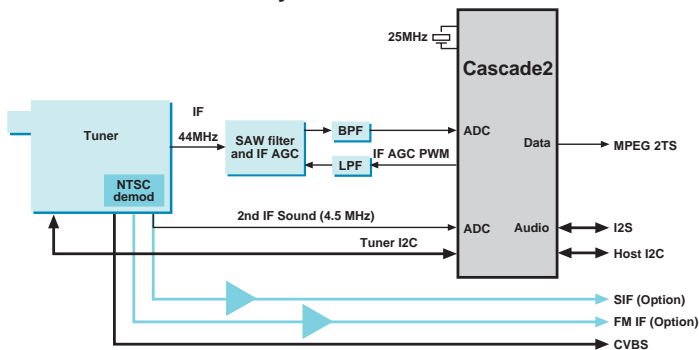 25MHz
Cascade2
IF
44MHz
Tuner
SAW filter
and IF AGC
BPF
LPF
IF AGC PWM
ADC
Data
MPEG 2TS
NTSC
demod
2nd IF Sound (4.5 MHz)
ADC
Audio
I2S
Tuner I2C
Host I2C
SIF (Option)
FM IF (Option)
CVBS